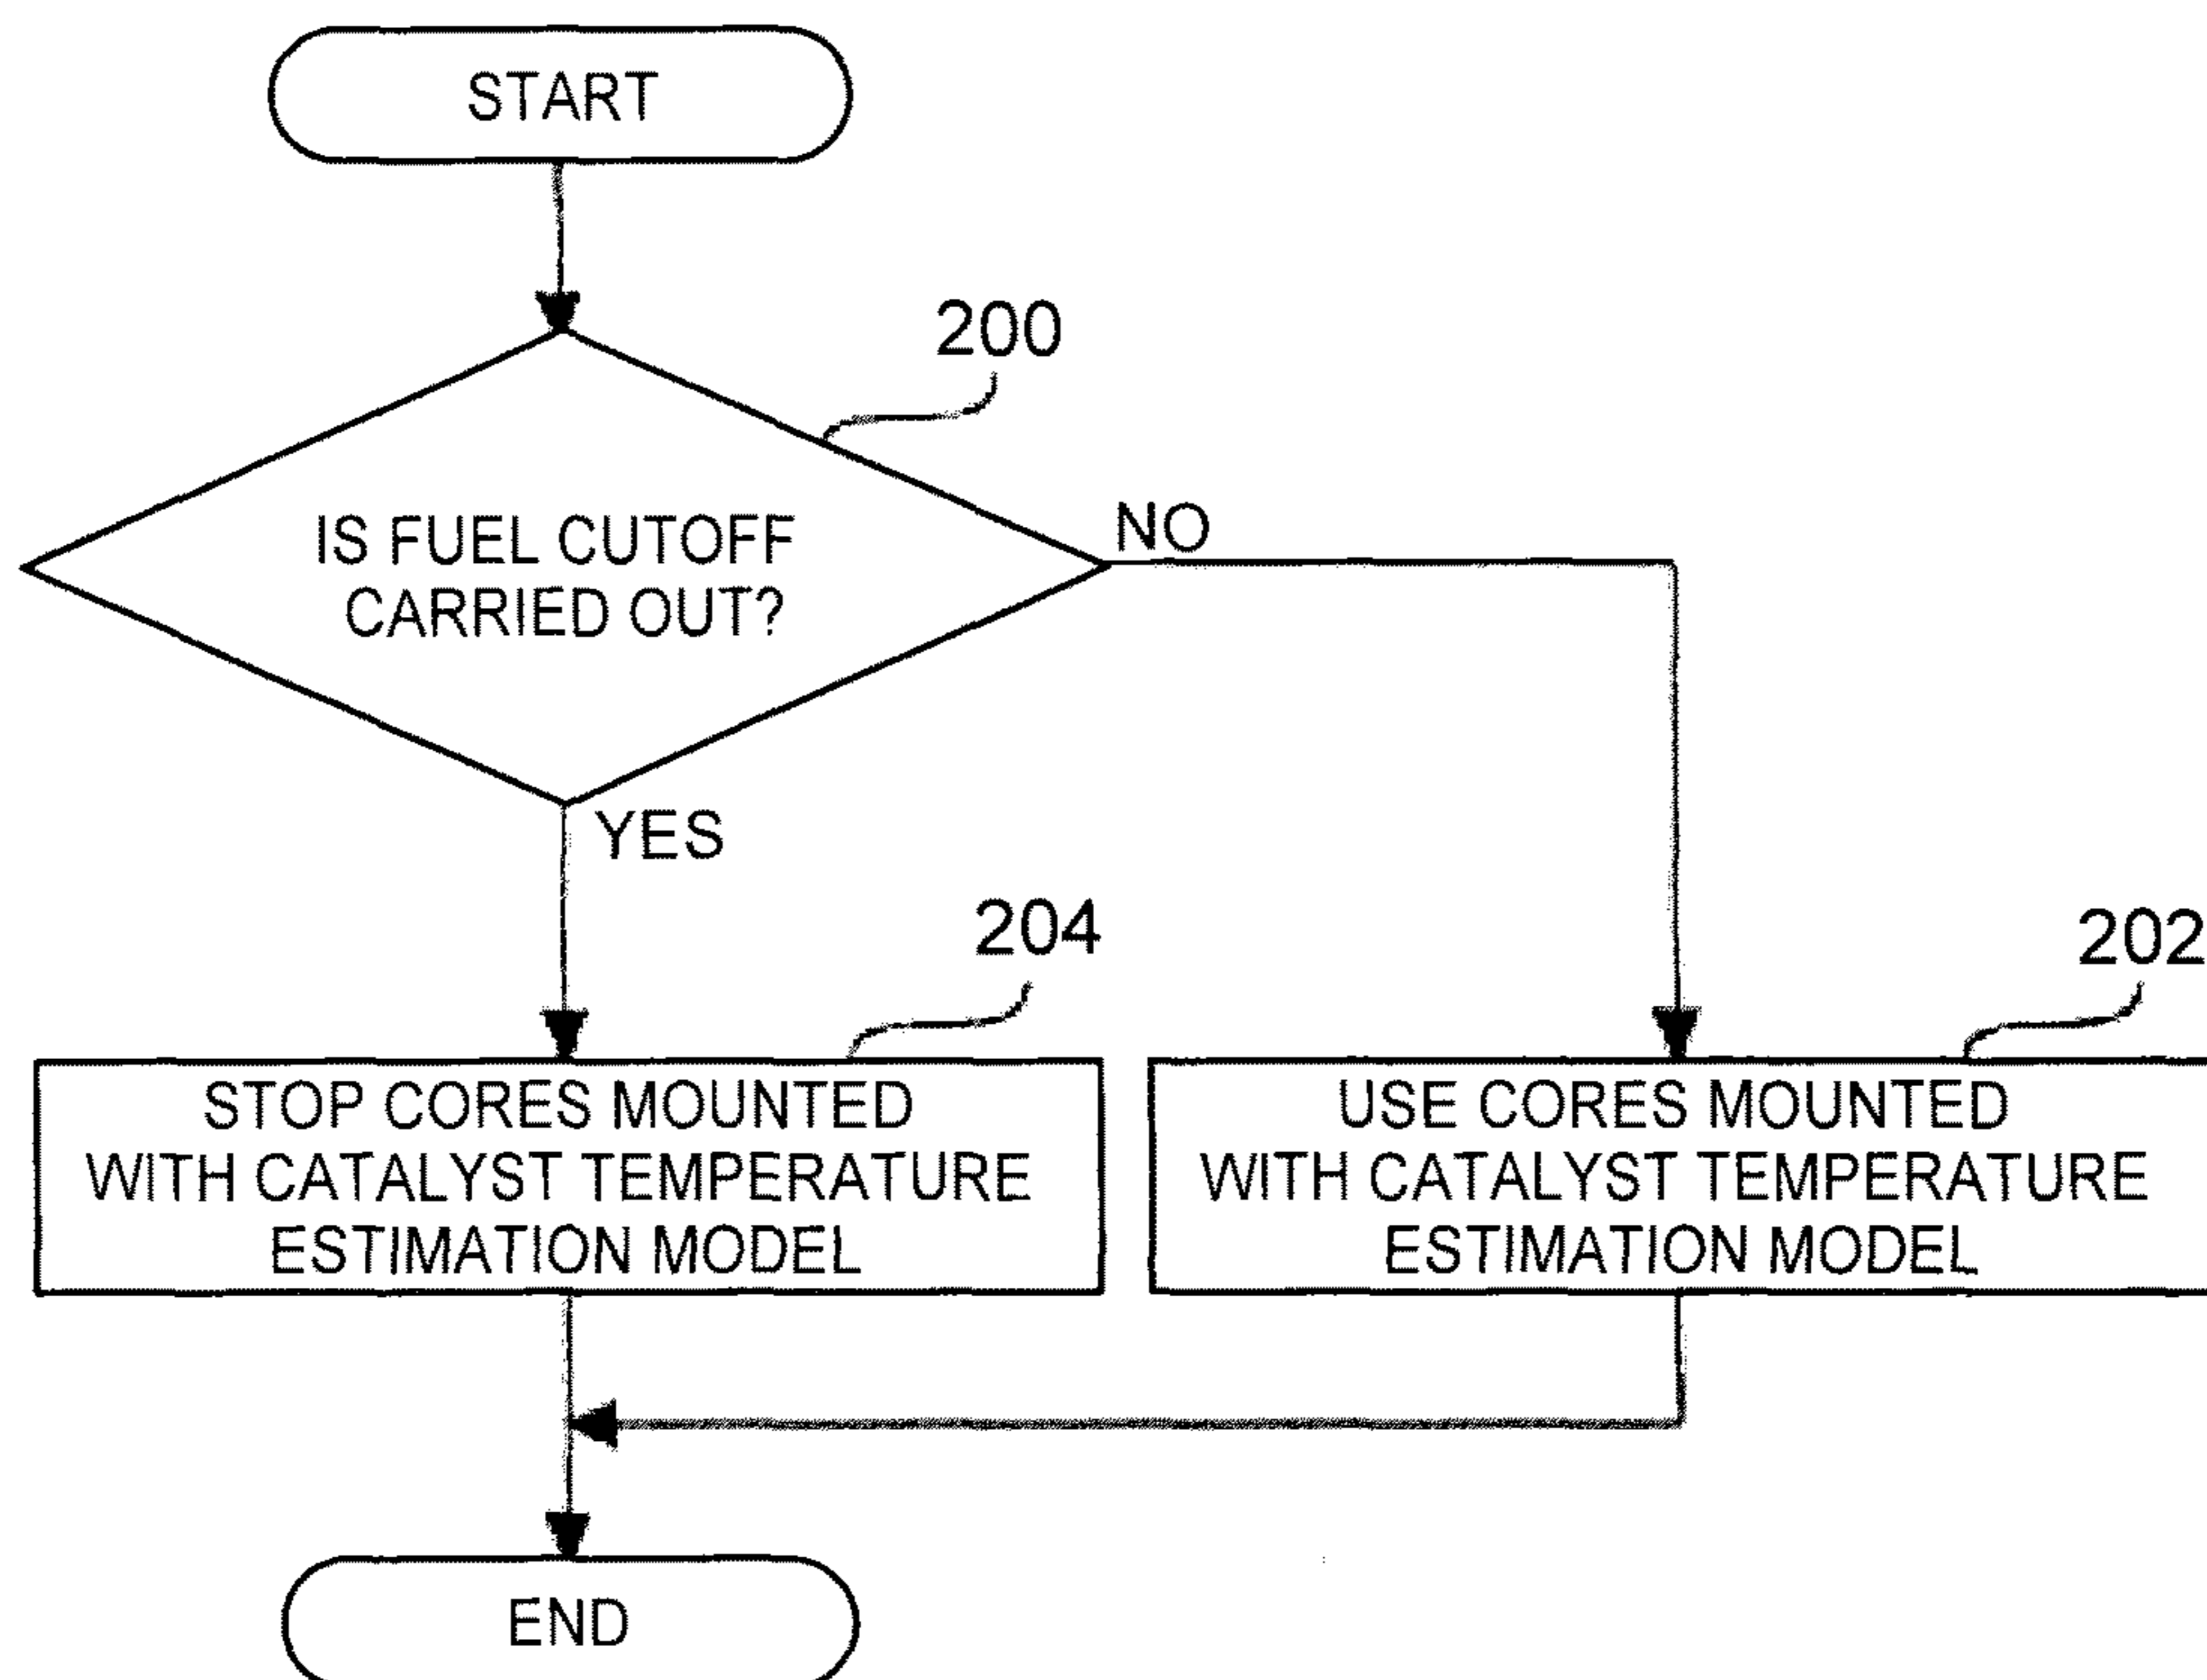 START
200
IS FUEL CUTOFF
CARRIED OUT?
NO
YES
204
202
STOP CORES MOUNTED
WITH CATALYST TEMPERATURE
ESTIMATION MODEL
USE CORES MOUNTED
WITH CATALYST TEMPERATURE
ESTIMATION MODEL
END